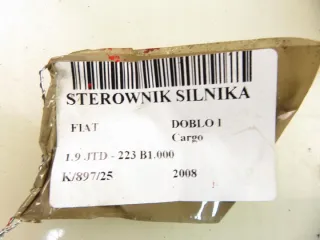 STEROWNIK SILNIKA
FIAT DOBLO I
Cargo
1.9 JTD - 223 B1.000
K/897/25 2008